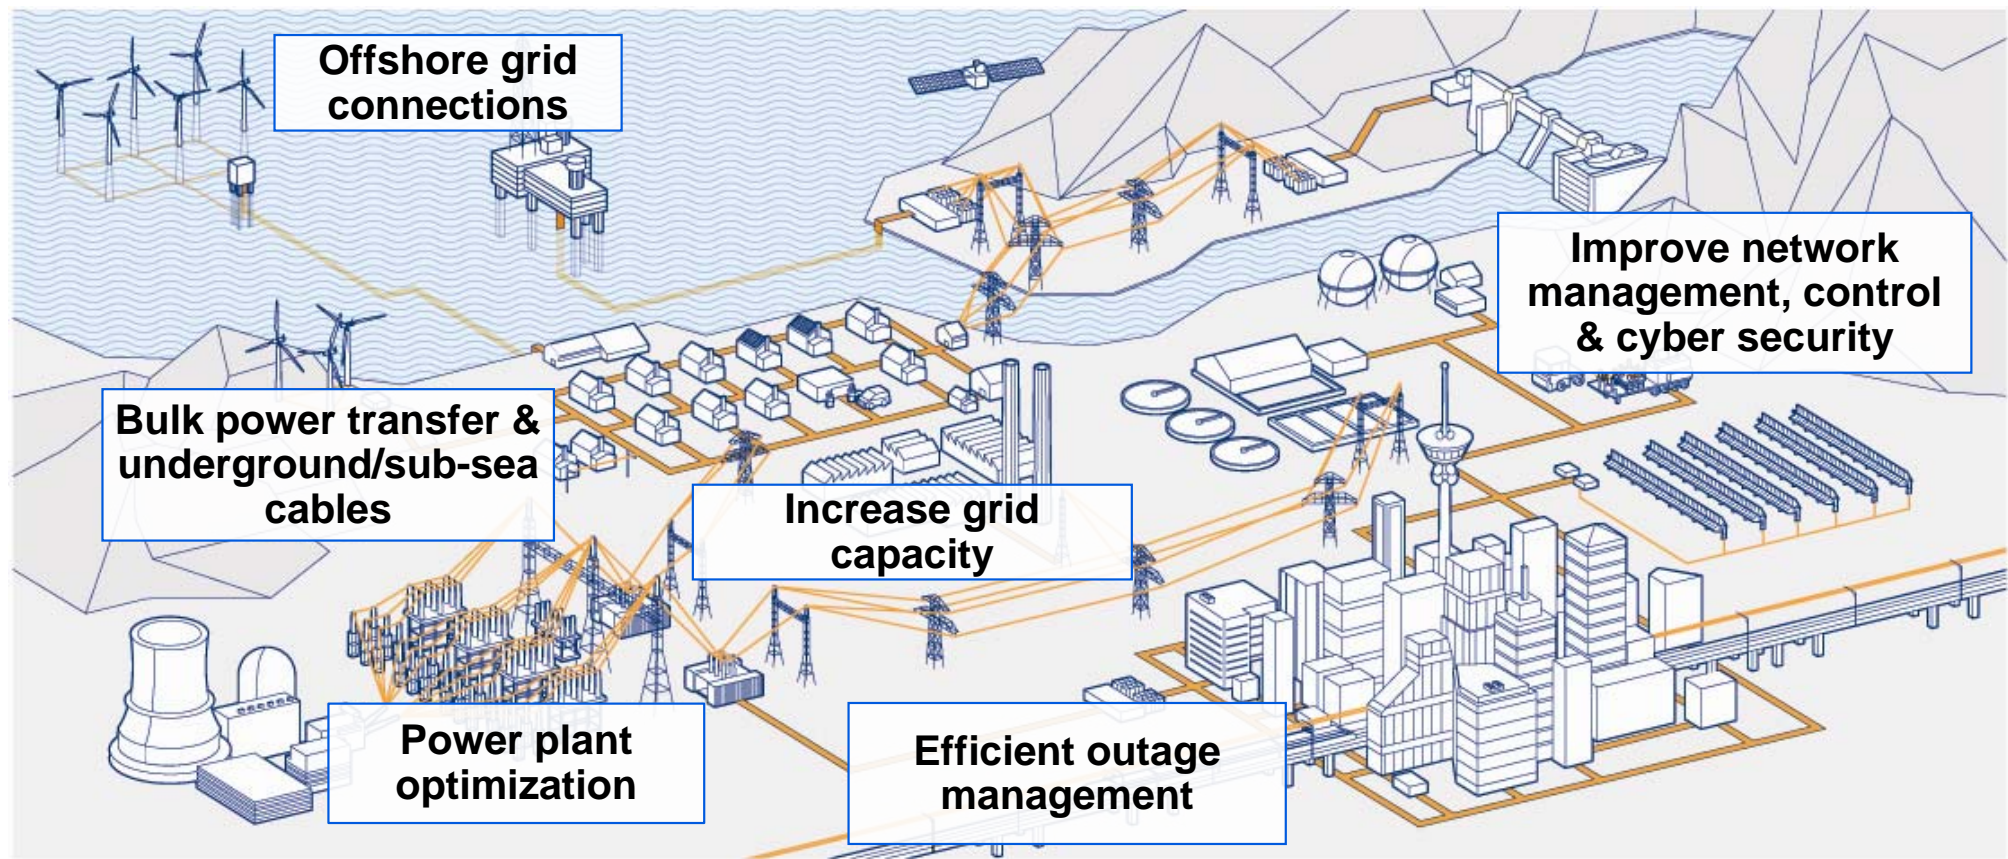 Offshore grid
connections
Improve network
management, control
& cyber security
Bulk power transfer &
underground/sub-sea
cables
Increase grid
capacity
Power plant
optimization
Efficient outage
management